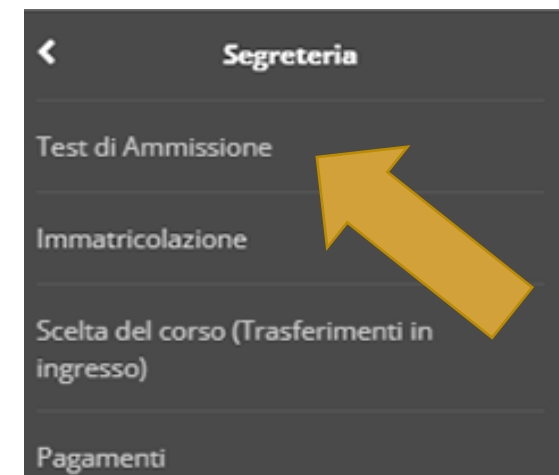 Segreteria
Test di Ammissione
Immatricolazione
Scelta del corso (Trasferimenti in
ingresso)
Pagamenti